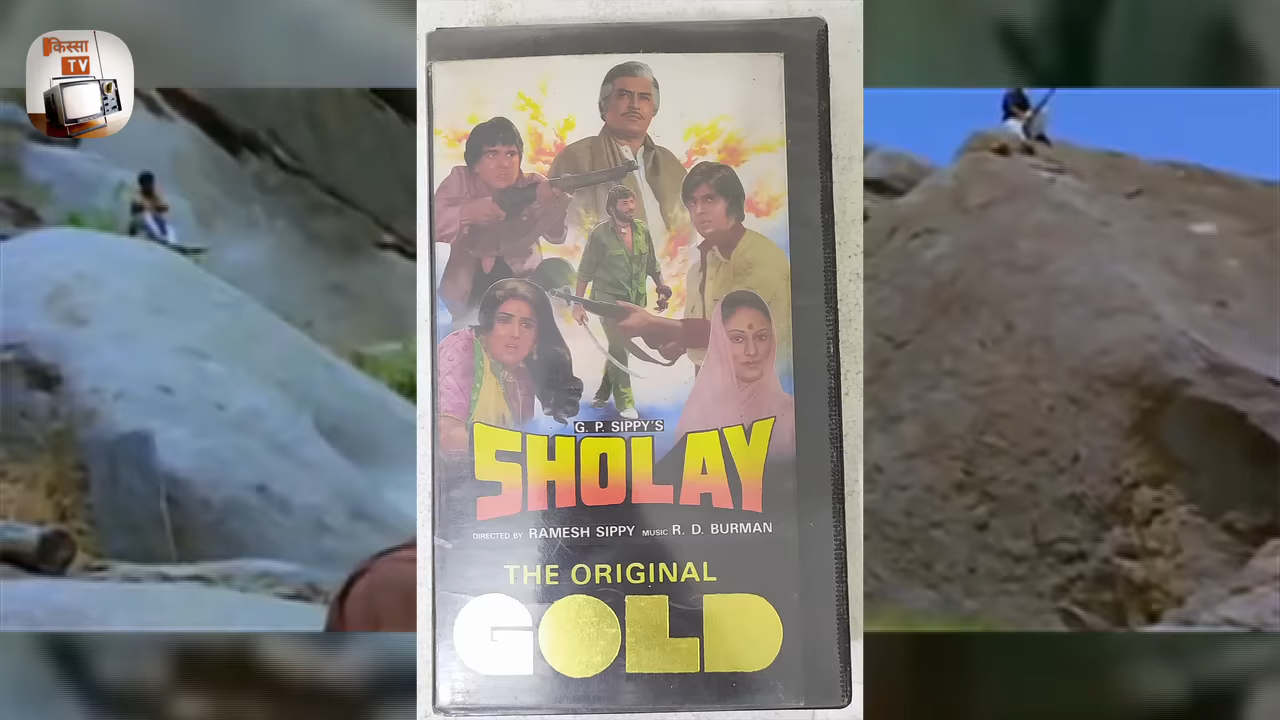 किस्सा
TV
G. P. SIPPY'S
SHOLAY
DIRECTED BY RAMESH SIPPY MUSIC R. D. BURMAN
THE ORIGINAL
GOLD